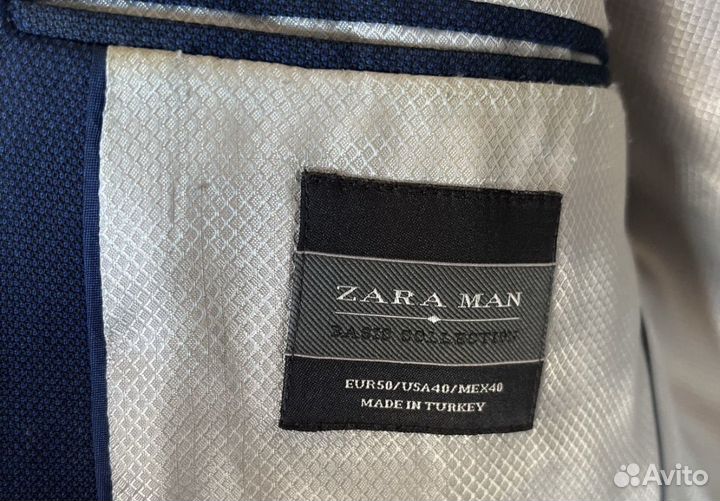 ZARA MAN
BASIC COLLECTION
EUR50/USA40/MEX40
MADE IN TURKEY
Avito